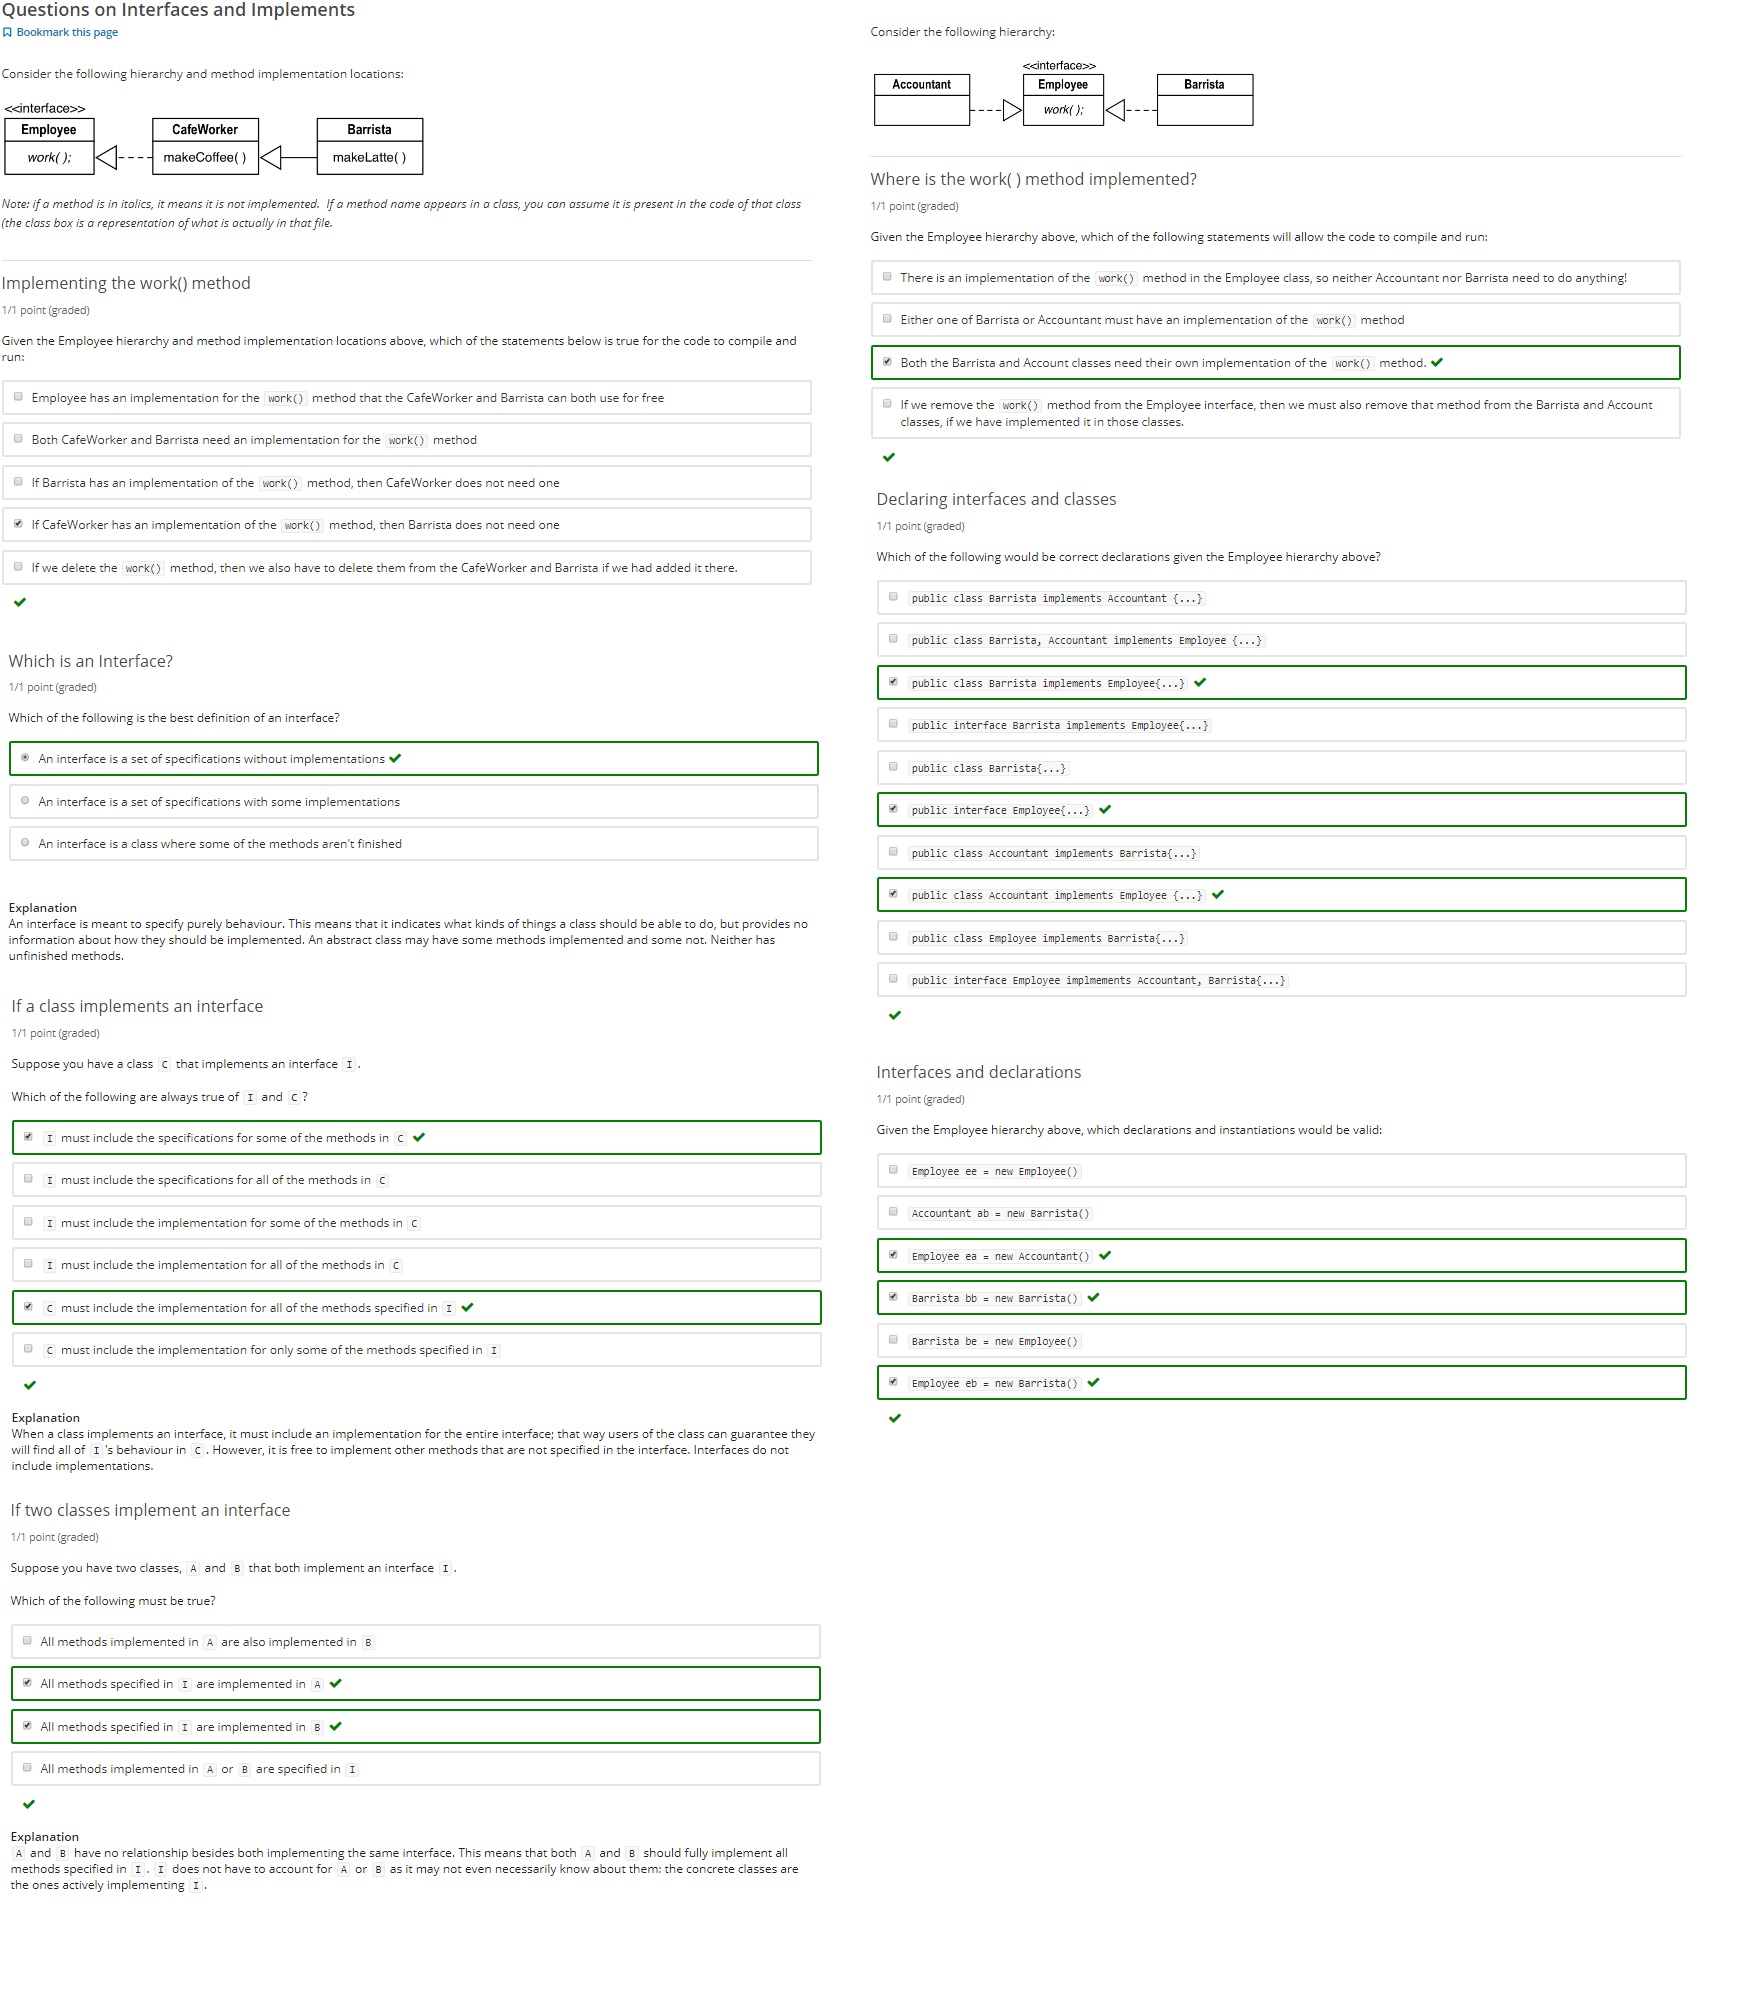 Questions on Interfaces and Implements
Bookmark this page
Consider the following hierarchy and method implementation locations:
<<interface>>
Employee
work( );
CafeWorker
makeCoffee( )
Barrista
makeLatte( )
Note: if a method is in italics, it means it is not implemented. If a method name appears in a class, you can assume it is present in the code of that class
(the class box is a representation of what is actually in that file.
Implementing the work() method
1/1 point (graded)
Given the Employee hierarchy and method implementation locations above, which of the statements below is true for the code to compile and
run:
Employee has an implementation for the work() method that the CafeWorker and Barrista can both use for free
Both CafeWorker and Barrista need an implementation for the work() method
If Barrista has an implementation of the work() method, then CafeWorker does not need one
If CafeWorker has an implementation of the work() method, then Barrista does not need one
If we delete the work() method, then we also have to delete them from the CafeWorker and Barrista if we had added it there.
Which is an Interface?
1/1 point (graded)
Which of the following is the best definition of an interface?
An interface is a set of specifications without implementations
An interface is a set of specifications with some implementations
An interface is a class where some of the methods aren't finished
Explanation
An interface is meant to specify purely behaviour. This means that it indicates what kinds of things a class should be able to do, but provides no
information about how they should be implemented. An abstract class may have some methods implemented and some not. Neither has
unfinished methods.
If a class implements an interface
1/1 point (graded)
Suppose you have a class C that implements an interface I .
Which of the following are always true of I and C ?
I must include the specifications for some of the methods in C
I must include the specifications for all of the methods in C
I must include the implementation for some of the methods in C
I must include the implementation for all of the methods in C
C must include the implementation for all of the methods specified in I
C must include the implementation for only some of the methods specified in I
Explanation
When a class implements an interface, it must include an implementation for the entire interface; that way users of the class can guarantee they
will find all of I 's behaviour in C . However, it is free to implement other methods that are not specified in the interface. Interfaces do not
include implementations.
If two classes implement an interface
1/1 point (graded)
Suppose you have two classes, A and B that both implement an interface I .
Which of the following must be true?
All methods implemented in A are also implemented in B
All methods specified in I are implemented in A
All methods specified in I are implemented in B
All methods implemented in A or B are specified in I
Explanation
A and B have no relationship besides both implementing the same interface. This means that both A and B should fully implement all
methods specified in I . I does not have to account for A or B as it may not even necessarily know about them: the concrete classes are
the ones actively implementing I .
Consider the following hierarchy:
<<interface>>
Accountant
Employee
work( );
Barrista
Where is the work( ) method implemented?
1/1 point (graded)
Given the Employee hierarchy above, which of the following statements will allow the code to compile and run:
There is an implementation of the work() method in the Employee class, so neither Accountant nor Barrista need to do anything!
Either one of Barrista or Accountant must have an implementation of the work() method
Both the Barrista and Account classes need their own implementation of the work() method.
If we remove the work() method from the Employee interface, then we must also remove that method from the Barrista and Account
classes, if we have implemented it in those classes.
Declaring interfaces and classes
1/1 point (graded)
Which of the following would be correct declarations given the Employee hierarchy above?
public class Barrista implements Accountant {...}
public class Barrista, Accountant implements Employee {...}
public class Barrista implements Employee{...}
public interface Barrista implements Employee{...}
public class Barrista{...}
public interface Employee{...}
public class Accountant implements Barrista{...}
public class Accountant implements Employee {...}
public class Employee implements Barrista{...}
public interface Employee implmements Accountant, Barrista{...}
Interfaces and declarations
1/1 point (graded)
Given the Employee hierarchy above, which declarations and instantiations would be valid:
Employee ee = new Employee()
Accountant ab = new Barrista()
Employee ea = new Accountant()
Barrista bb = new Barrista()
Barrista be = new Employee()
Employee eb = new Barrista()